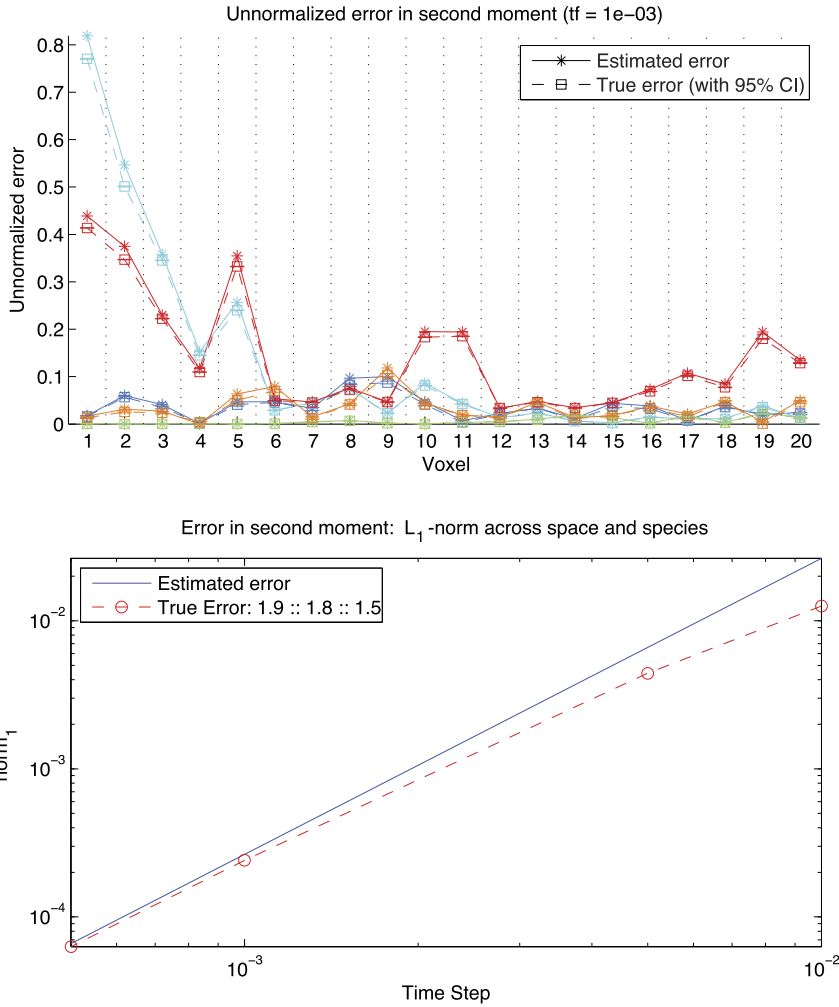 Unnormalized error in second moment (tf = 1e−03)
Estimated error
True error (with 95% CI)
Unnormalized error
0.8
0.7
0.6
0.5
0.4
0.3
0.2
0.1
0
1 2 3 4 5 6 7 8 9 10 11 12 13 14 15 16 17 18 19 20
Voxel
Error in second moment: L₁ -norm across space and species
Estimated error
True Error: 1.9 :: 1.8 :: 1.5
norm₁
10⁻²
10⁻³
10⁻⁴
10⁻³ 10⁻²
Time Step